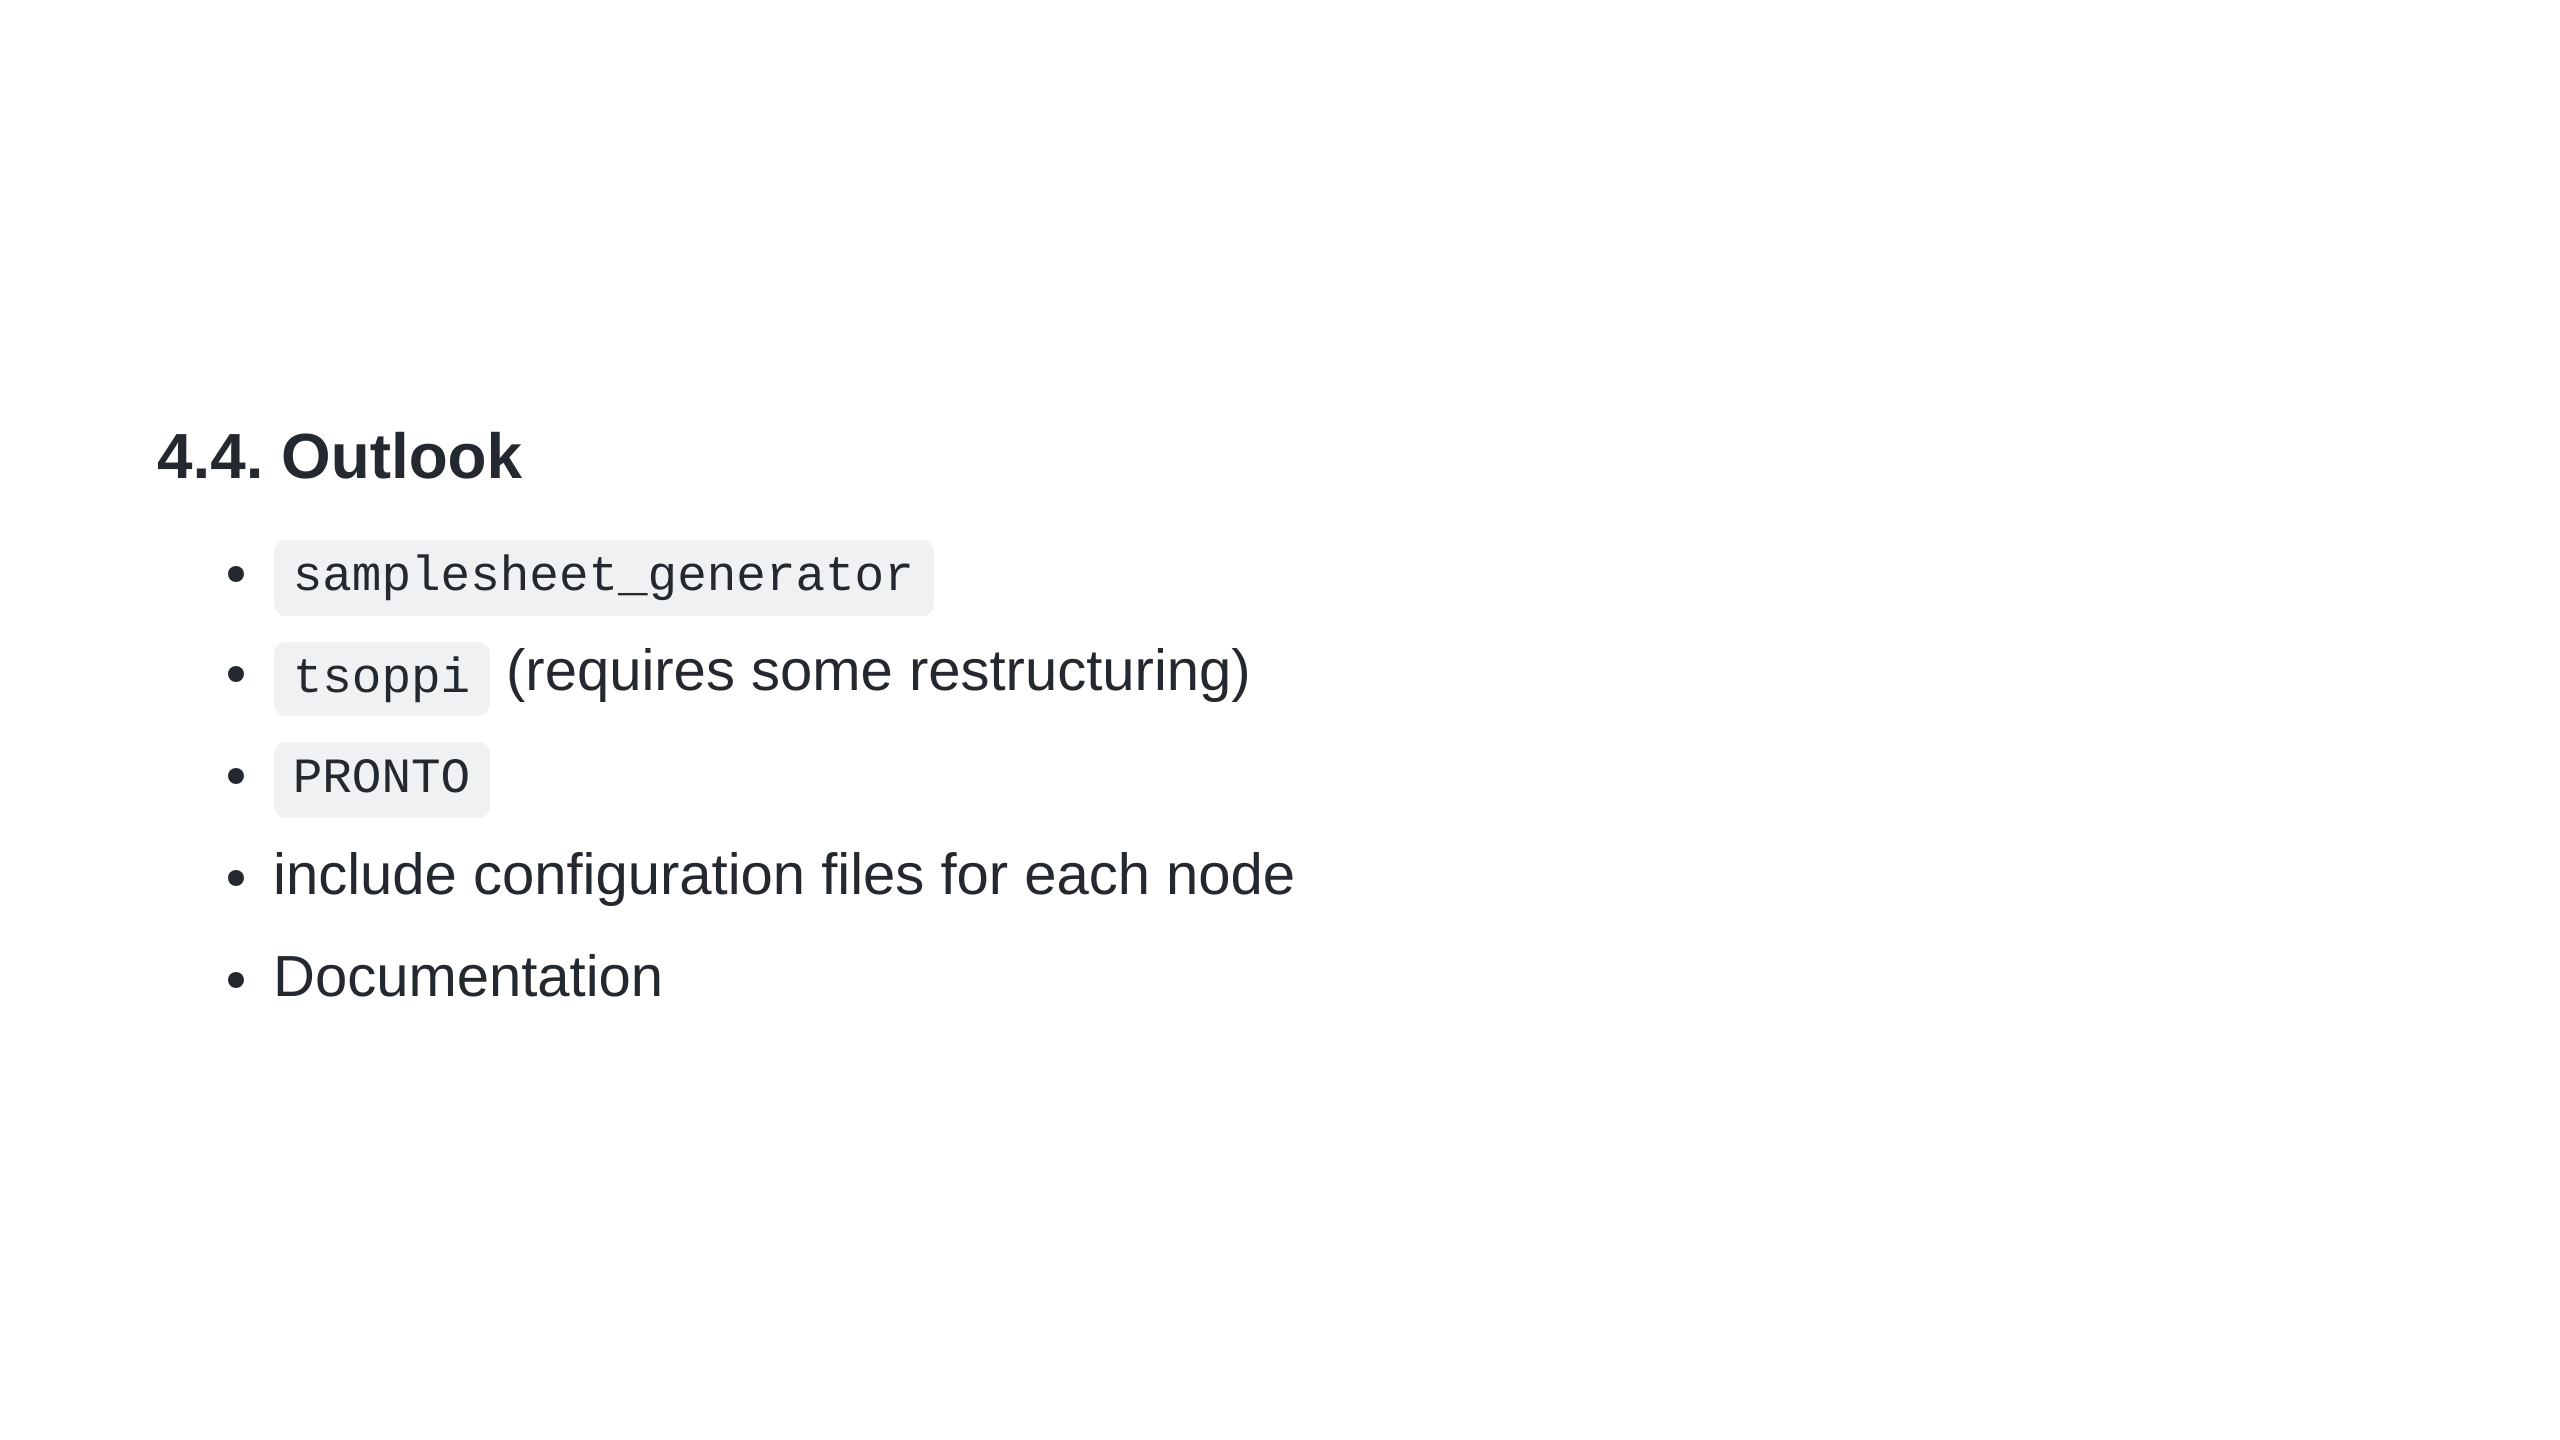 4.4. Outlook
• samplesheet_generator
• tsoppi (requires some restructuring)
• PRONTO
• include configuration files for each node
• Documentation